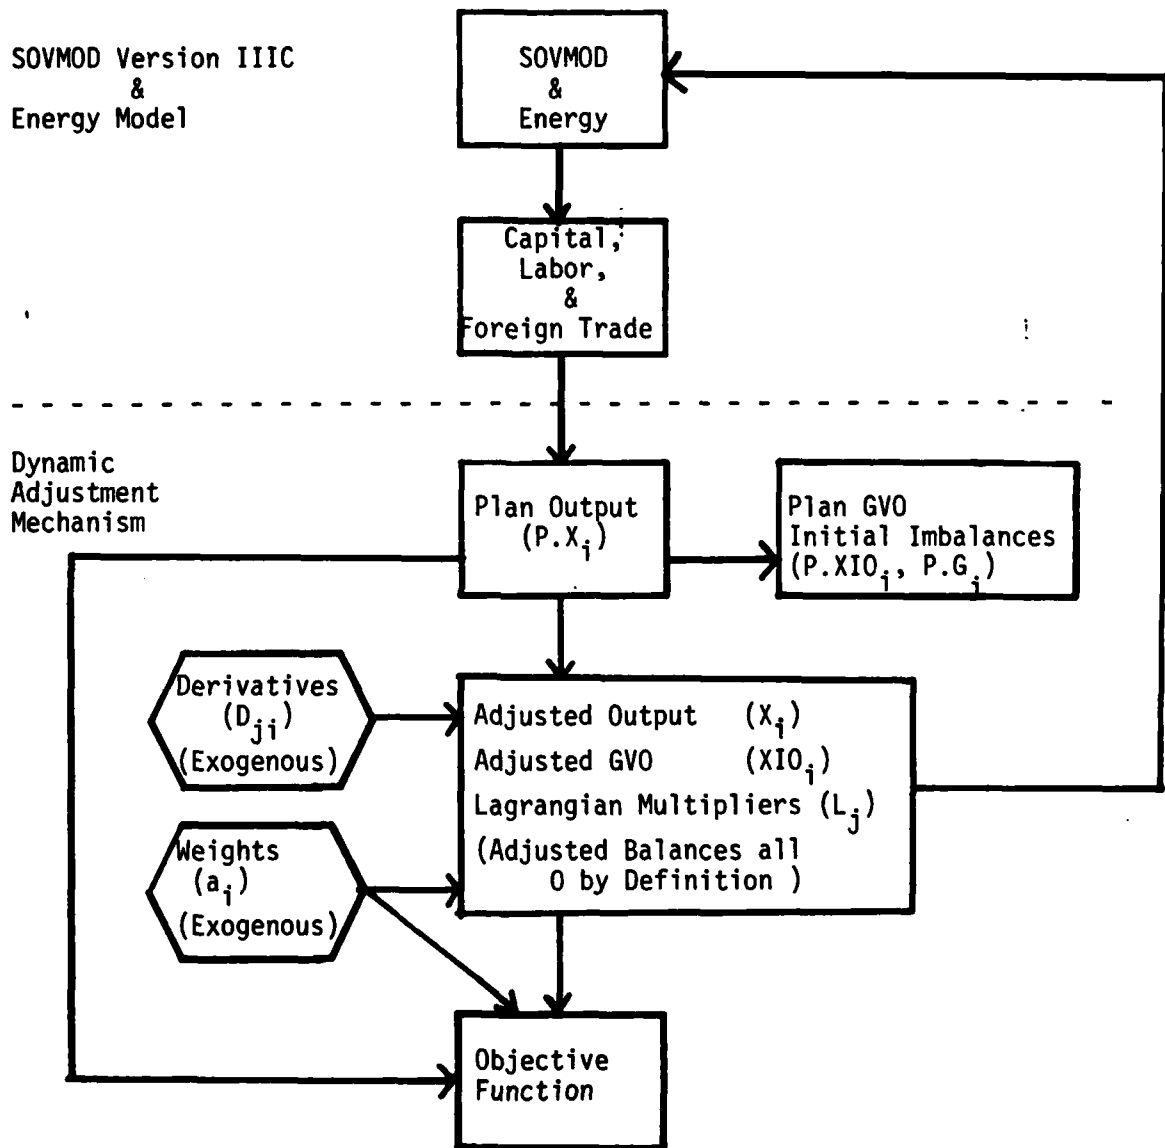 SOVMOD Version IIIC
&
Energy Model
SOVMOD
&
Energy
Capital,
Labor,
&
Foreign Trade
Dynamic
Adjustment
Mechanism
Plan Output
(P.X_i)
Plan GVO
Initial Imbalances
(P.XIO_i, P.G_i)
Derivatives
(D_ji)
(Exogenous)
Adjusted Output (X_i)
Adjusted GVO (XIO_i)
Lagrangian Multipliers (L_j)
(Adjusted Balances all
0 by Definition )
Weights
(a_i)
(Exogenous)
Objective
Function